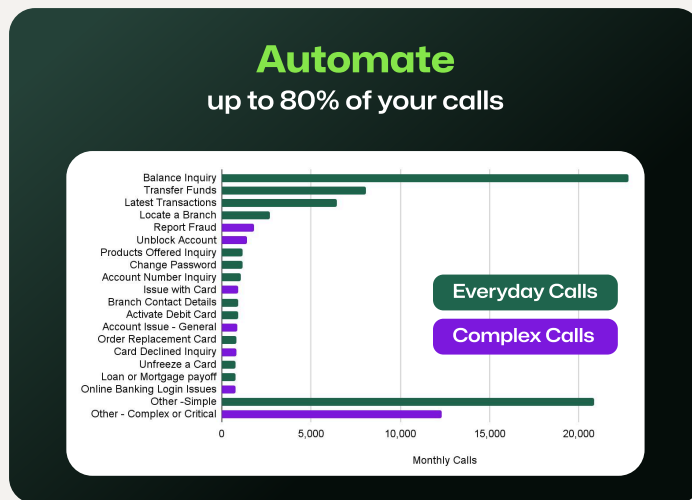 Automate
up to 80% of your calls
Balance Inquiry
Transfer Funds
Latest Transactions
Locate a Branch
Report Fraud
Unblock Account
Products Offered Inquiry
Change Password
Account Number Inquiry
Issue with Card
Branch Contact Details
Activate Debit Card
Account Issue - General
Order Replacement Card
Card Declined Inquiry
Unfreeze a Card
Loan or Mortgage payoff
Online Banking Login Issues
Other -Simple
Other - Complex or Critical
Everyday Calls
Complex Calls
0 5,000 10,000 15,000 20,000
Monthly Calls